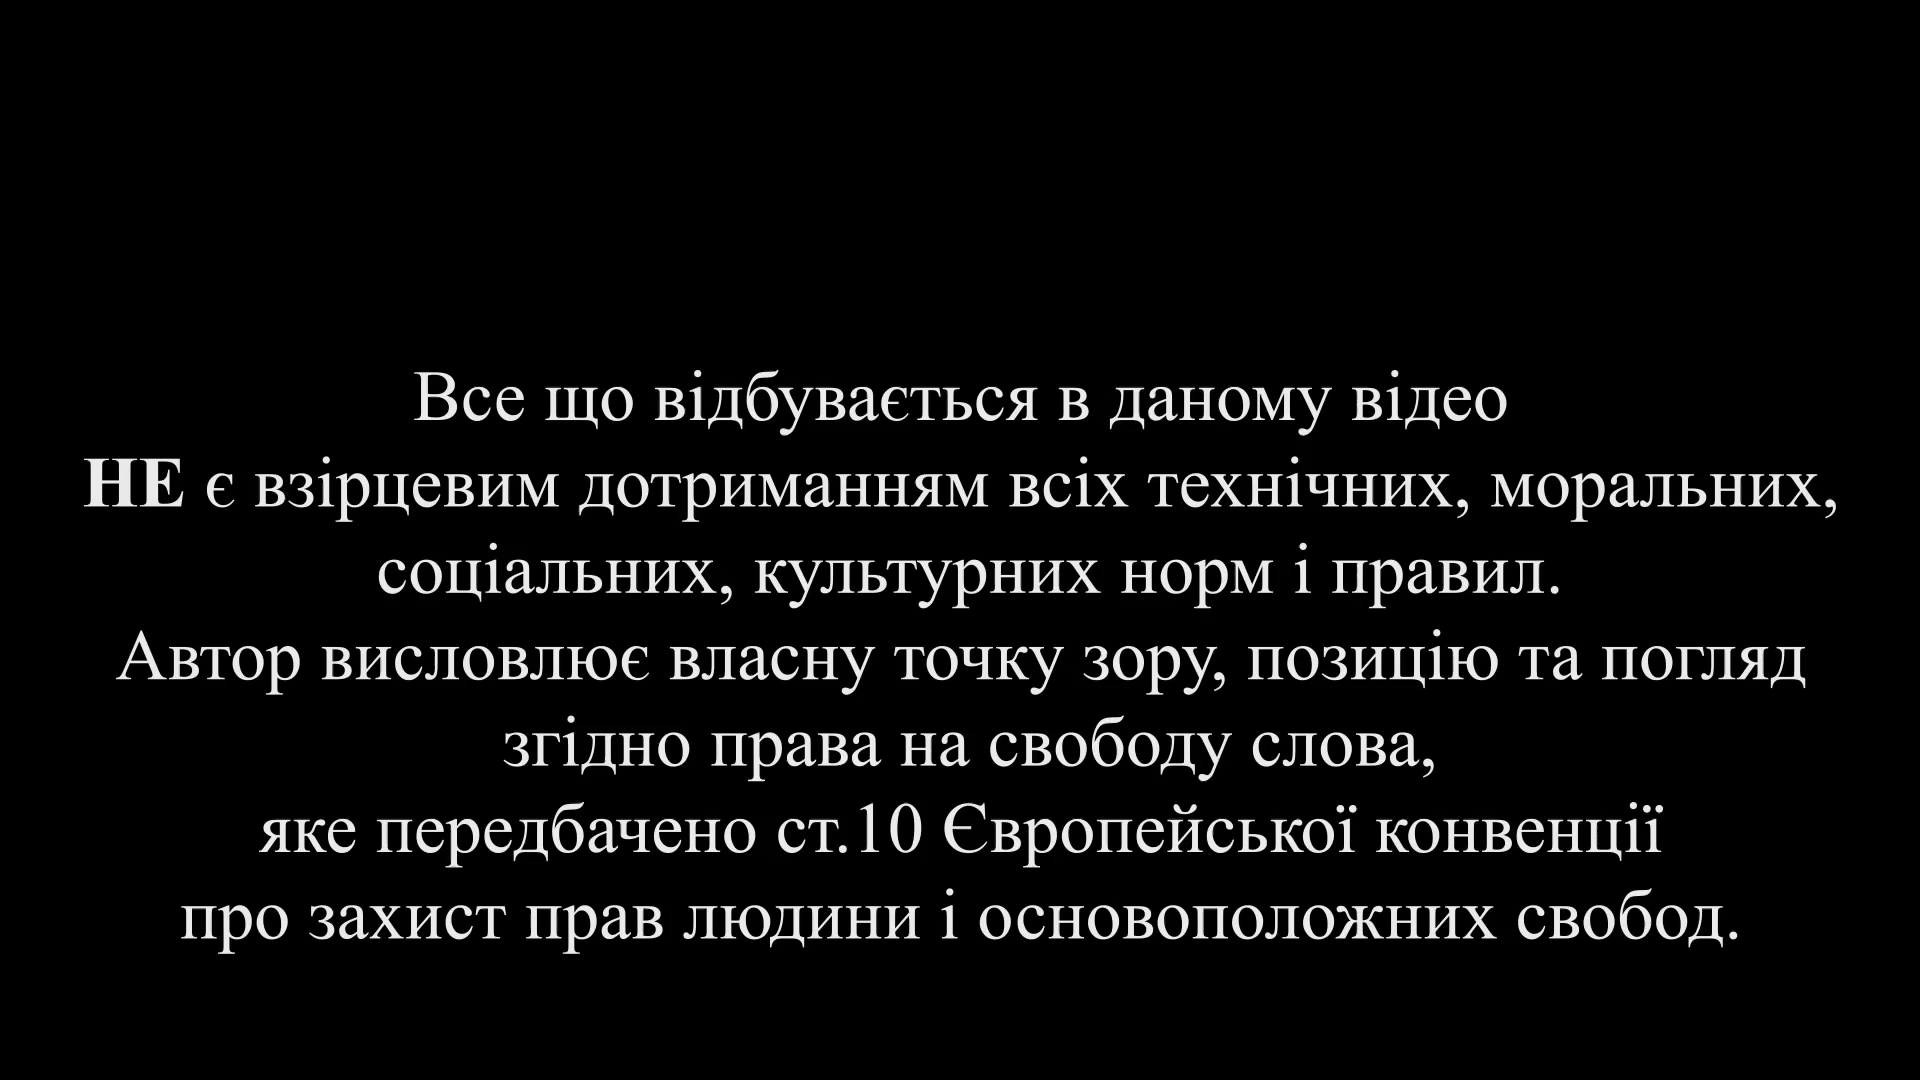 Все що відбувається в даному відео
НЕ є взірцевим дотриманням всіх технічних, моральних,
соціальних, культурних норм і правил.
Автор висловлює власну точку зору, позицію та погляд
згідно права на свободу слова,
яке передбачено ст.10 Європейської конвенції
про захист прав людини і основоположних свобод.